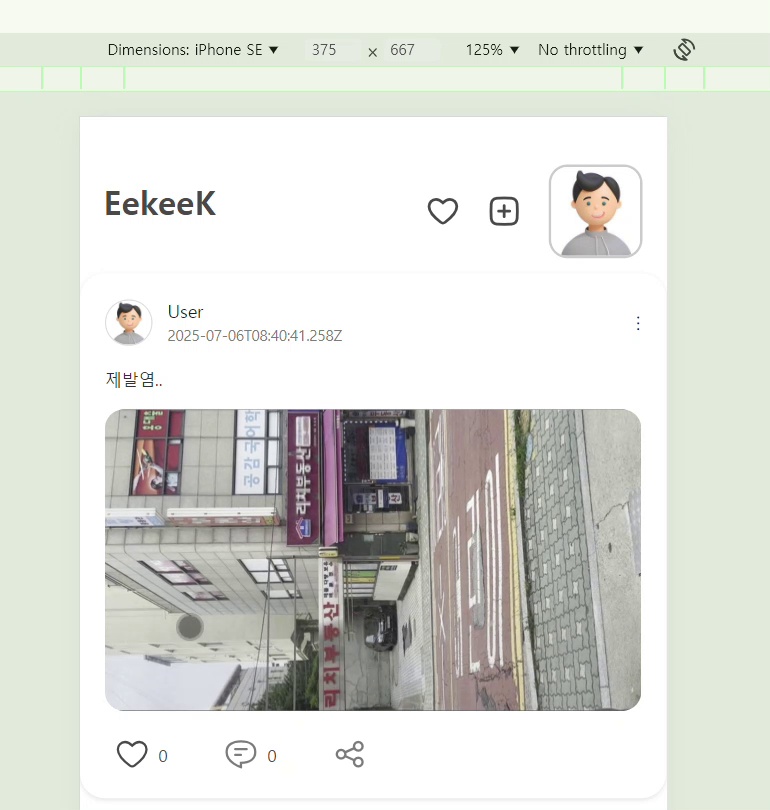 Dimensions: iPhone SE ▼ 375 × 667 125% ▼ No throttling ▼
EekeeK
User
2025-07-06T08:40:41.258Z
제발염..
공감국어학
리치부동산
리치부동산
0 0